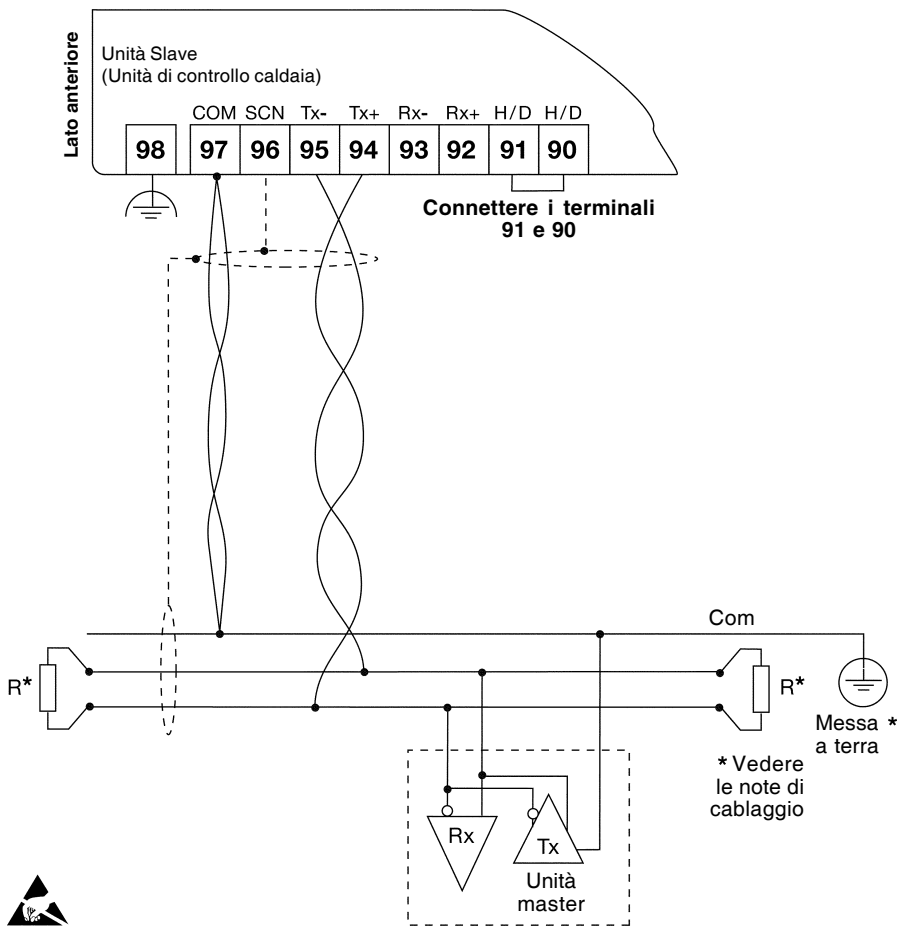 Lato anteriore
Unità Slave
(Unità di controllo caldaia)
COM SCN Tx- Tx+ Rx- Rx+ H/D H/D
98 97 96 95 94 93 92 91 90
Connettere i terminali
91 e 90
Com
R*
R*
Messa *
a terra
* Vedere
le note di
cablaggio
Rx
Tx
Unità
master